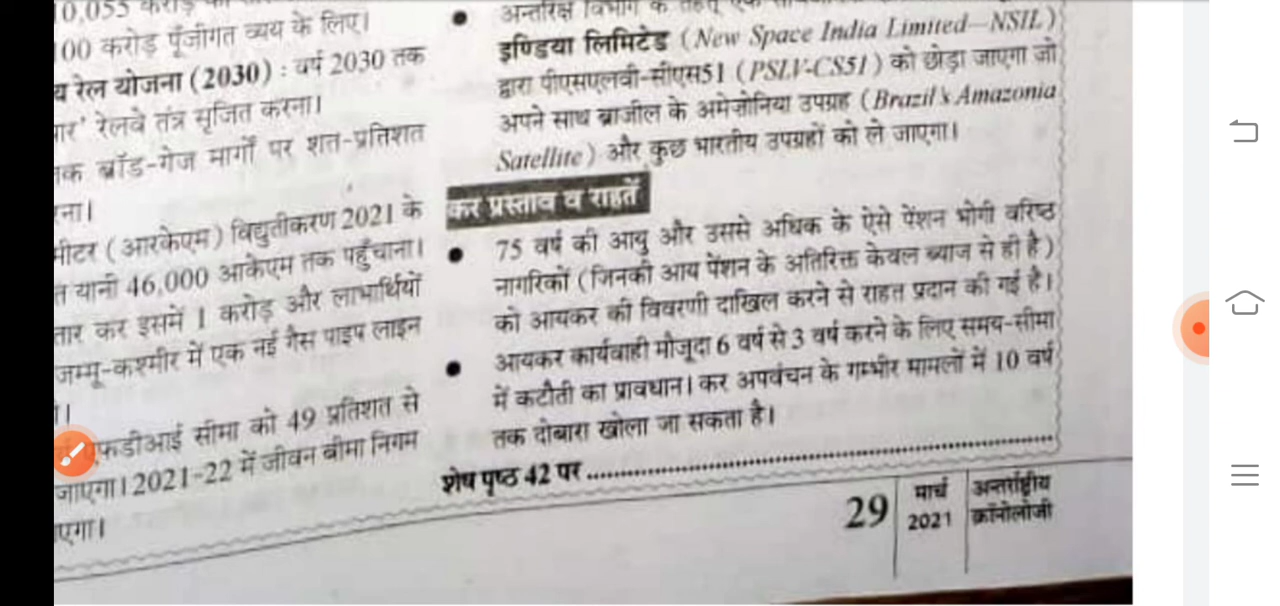 10,055 करोड़
100 करोड़ पूँजीगत व्यय के लिए।
य रेल योजना (2030) : वर्ष 2030 तक
ार' रेलवे तंत्र सृजित करना।
क ब्रॉड-गेज मार्गों पर शत-प्रतिशत
रना।
मीटर (आरकेएम) विद्युतीकरण 2021 के
त यानी 46,000 आकेएम तक पहुँचाना।
तार कर इसमें 1 करोड़ और लाभार्थियों
जम्मू-कश्मीर में एक नई गैस पाइप लाइन
एफडीआई सीमा को 49 प्रतिशत से
जाएगा। 2021-22 में जीवन बीमा निगम
एगा।
अन्तरिक्ष विभाग के तहत् एक
इण्डिया लिमिटेड (New Space India Limited—NSIL)
द्वारा पीएसएलवी-सीएस51 (PSLV-CS51) को छोड़ा जाएगा जो
अपने साथ ब्राजील के अमेज़ोनिया उपग्रह (Brazil's Amazonia
Satellite) और कुछ भारतीय उपग्रहों को ले जाएगा।
कर प्रस्ताव व राहतें
● 75 वर्ष की आयु और उससे अधिक के ऐसे पेंशन भोगी वरिष्ठ
नागरिकों (जिनकी आय पेंशन के अतिरिक्त केवल ब्याज से ही है)
को आयकर की विवरणी दाखिल करने से राहत प्रदान की गई है।
● आयकर कार्यवाही मौजूदा 6 वर्ष से 3 वर्ष करने के लिए समय-सीमा
में कटौती का प्रावधान। कर अपवंचन के गम्भीर मामलों में 10 वर्ष
तक दोबारा खोला जा सकता है।
शेष पृष्ठ 42 पर
29
मार्च
2021
अन्तर्राष्ट्रीय
क्रॉनोलोजी